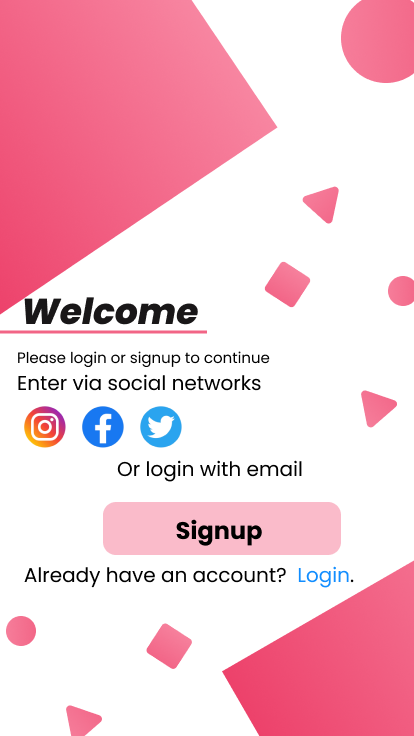 Welcome
Please login or signup to continue
Enter via social networks
Or login with email
Signup
Already have an account? Login.